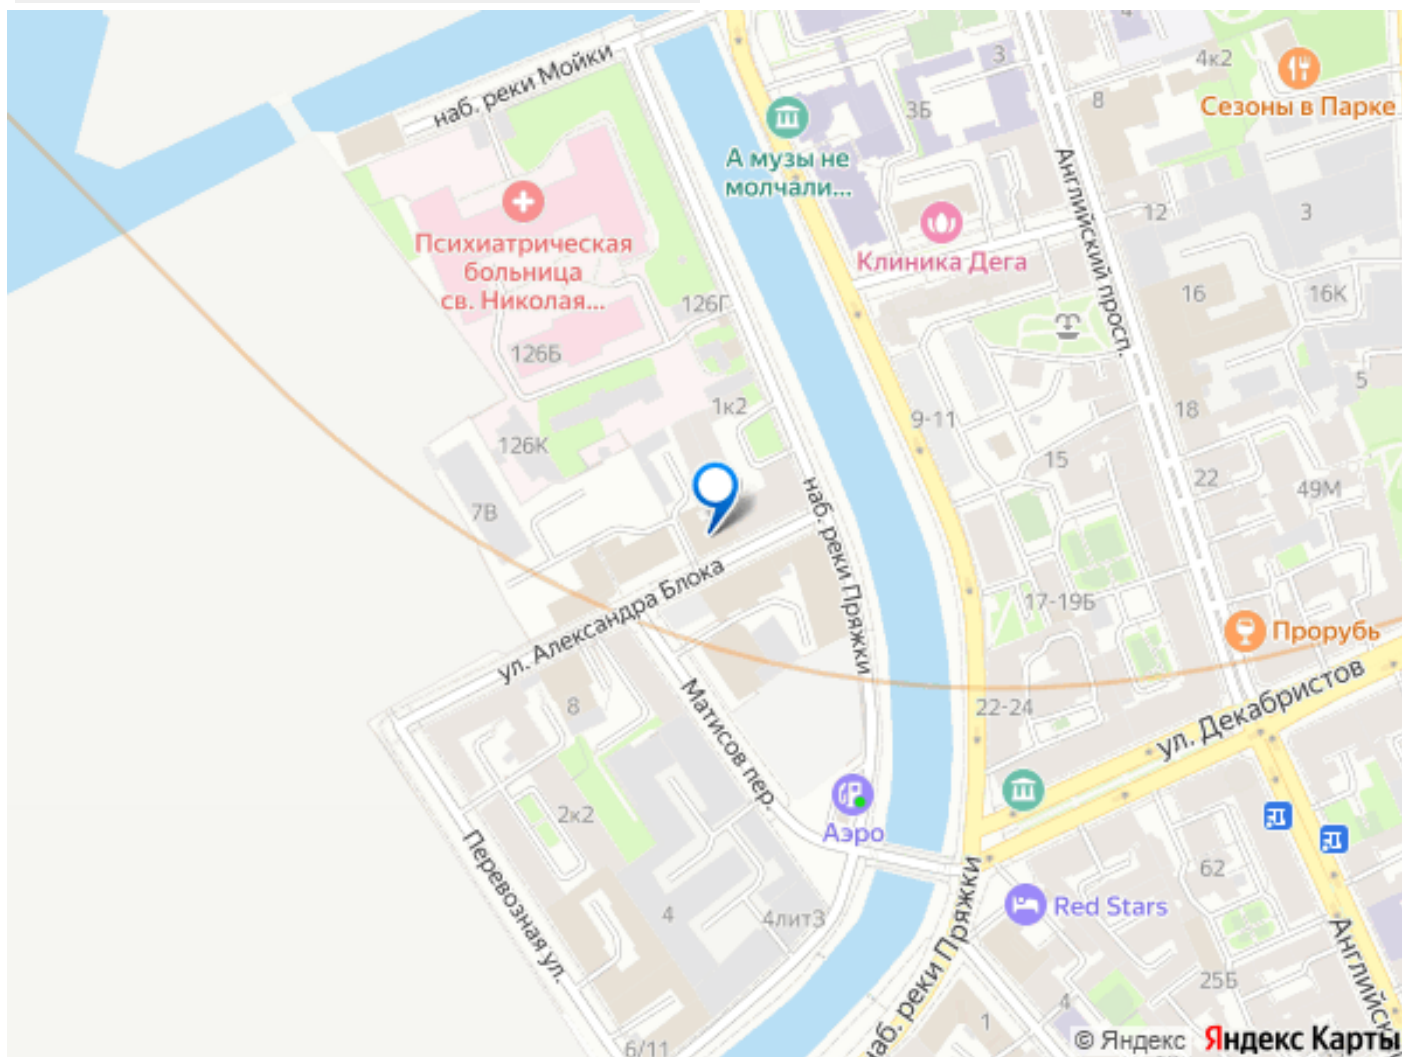 наб. реки Мойки
4
3
4к2
Сезоны в Парке
8
3Б
А музы не
молчали...
Английский просп.
Психиатрическая
больница
св. Николая...
Клиника Дега
12
3
16
16К
126Г
126Б
5
1к2
9-11
18
126К
15
22
49М
7В
наб. реки Пряжки
ул. Александра Блока
17-19Б
Прорубь
8
Матисов пер.
22-24
ул. Декабристов
2к2
Аэро
Перевозная ул.
62
4
4литЗ
Red Stars
наб. реки Пряжки
Английск
25Б
4
1
6/11
© Яндекс Яндекс Карты